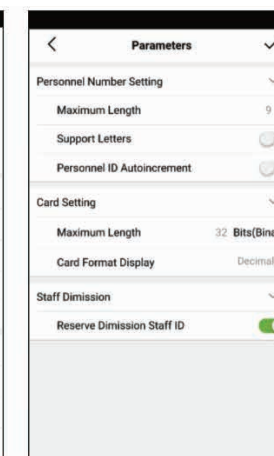 Parameters
Personnel Number Setting
Maximum Length 9
Support Letters
Personnel ID Autoincrement
Card Setting
Maximum Length 32 Bits(Bina
Card Format Display Decimal
Staff Dimission
Reserve Dimission Staff ID